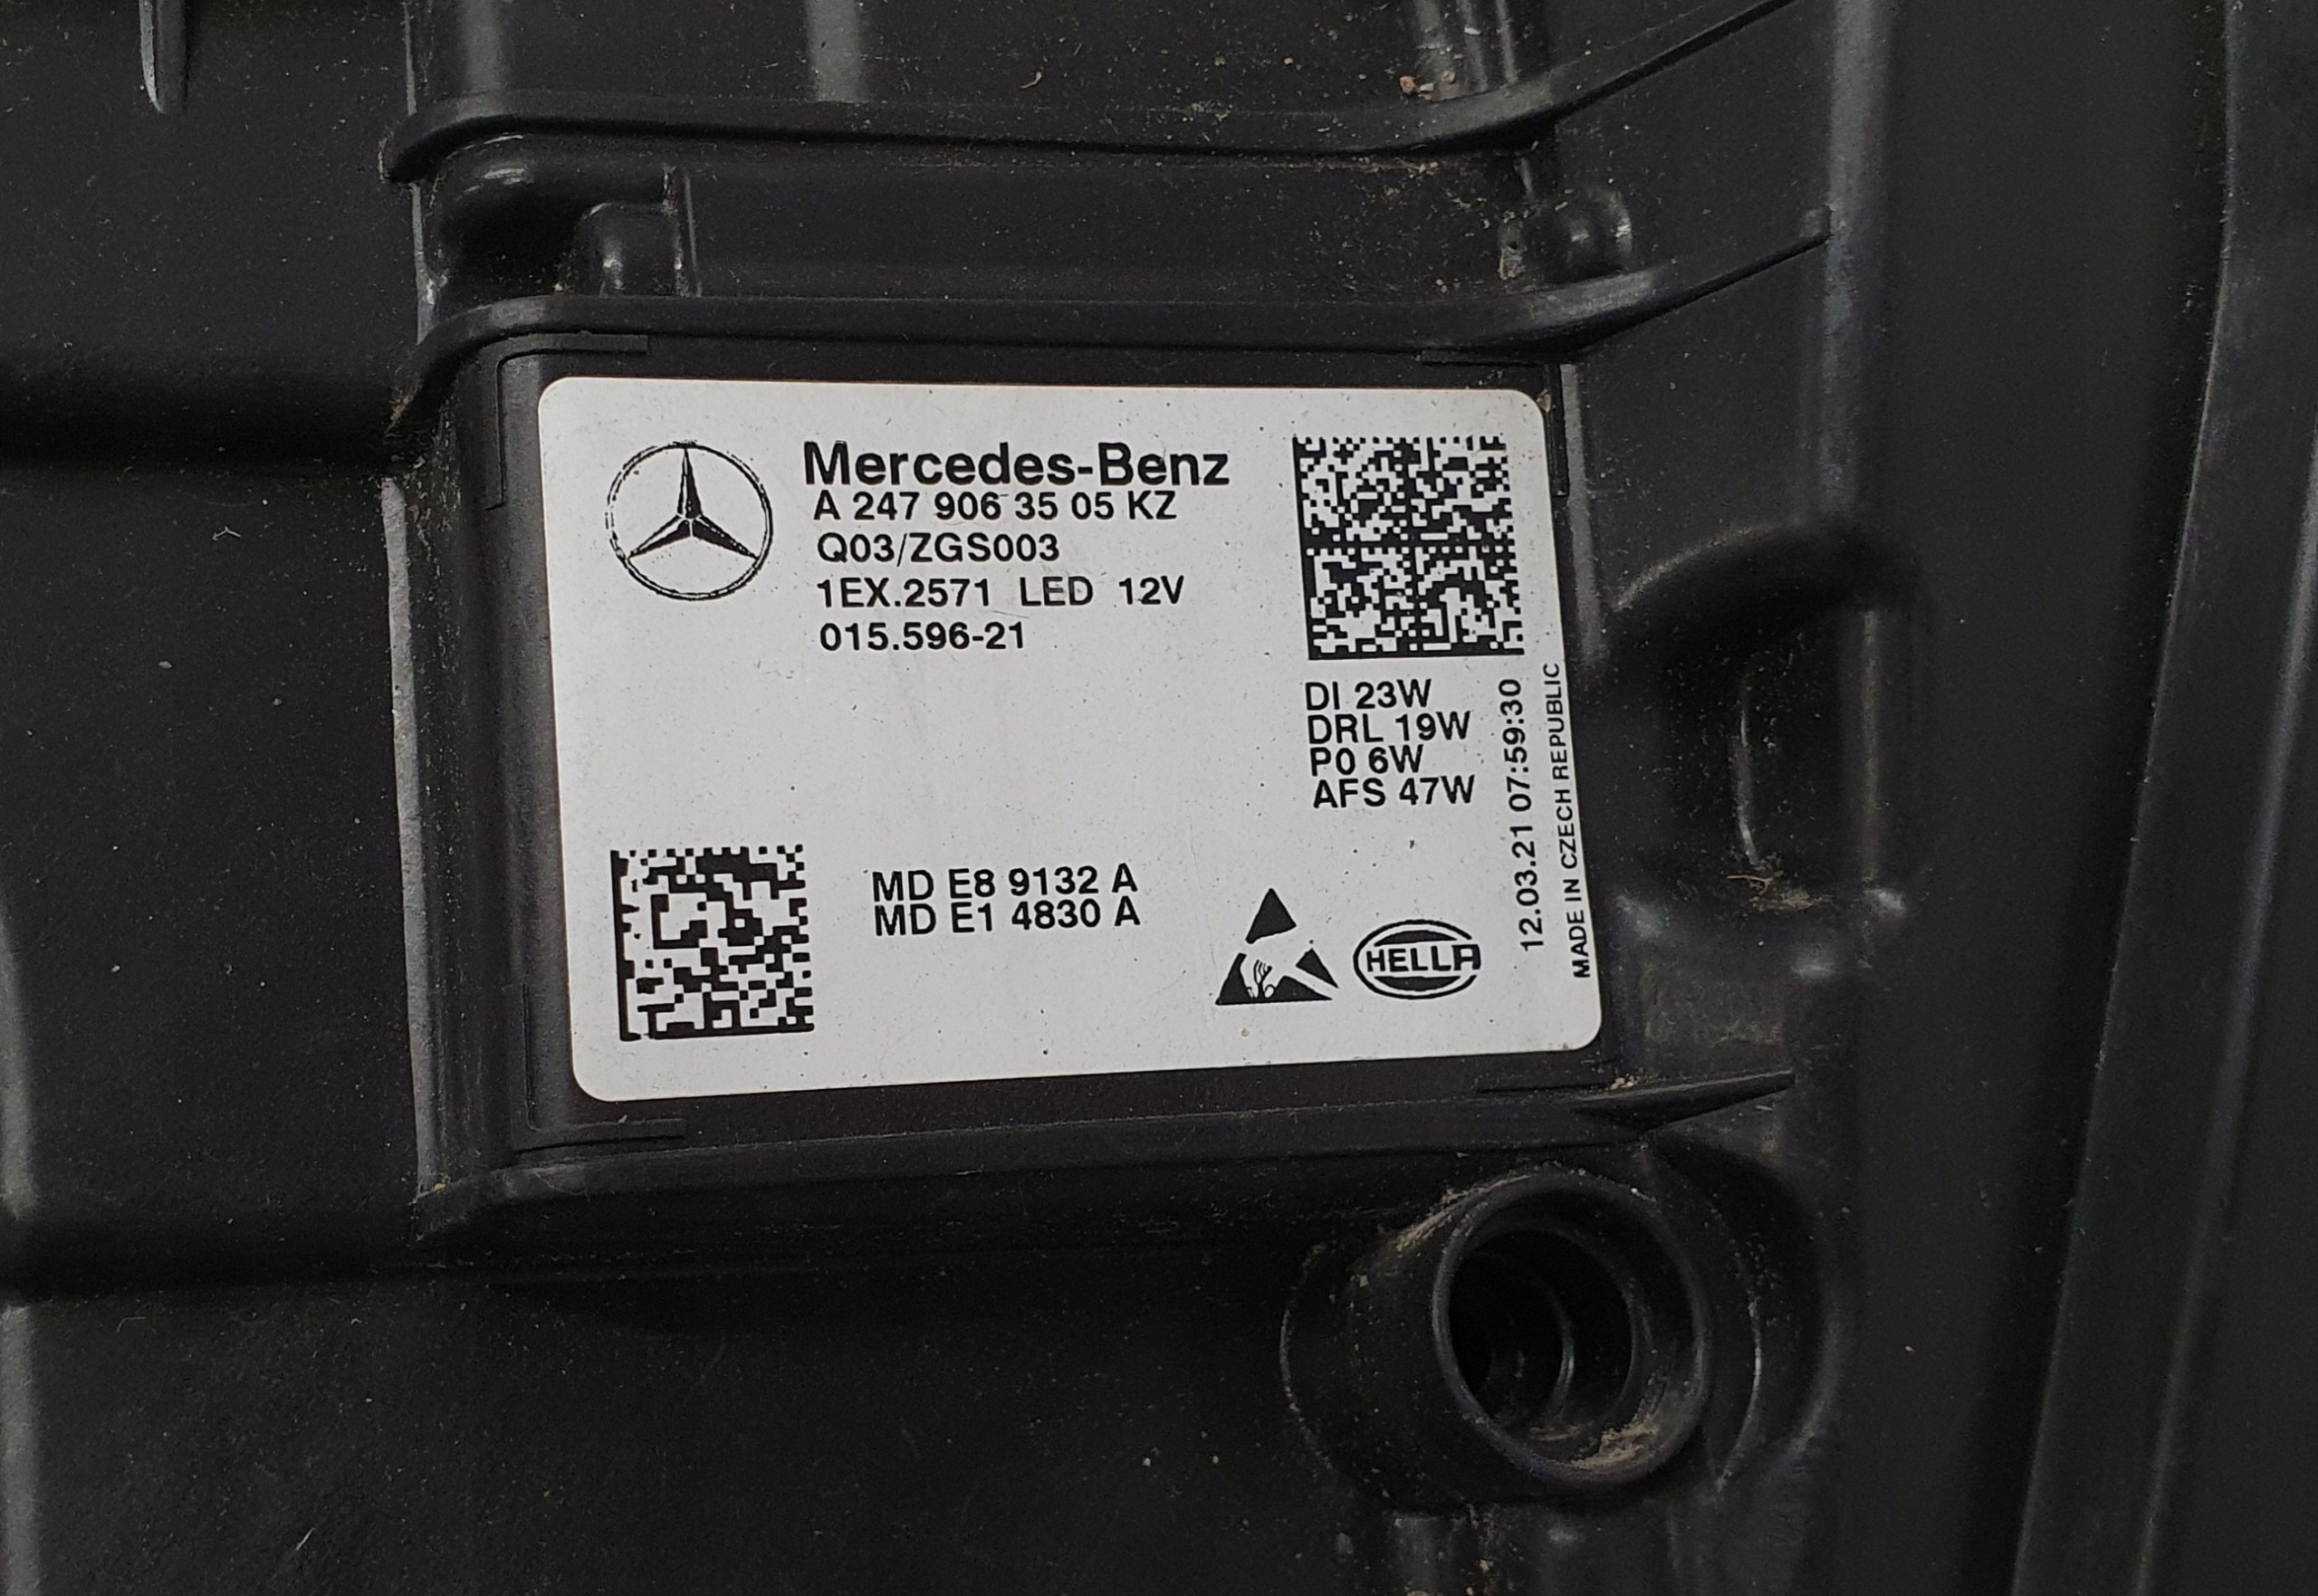 Mercedes-Benz
A 247 906 35 05 KZ
Q03/ZGS003
1EX.2571 LED 12V
015.596-21
DI 23W
DRL 19W
P0 6W
AFS 47W
12.03.21 07:59:30
MADE IN CZECH REPUBLIC
MD E8 9132 A
MD E1 4830 A
HELLA